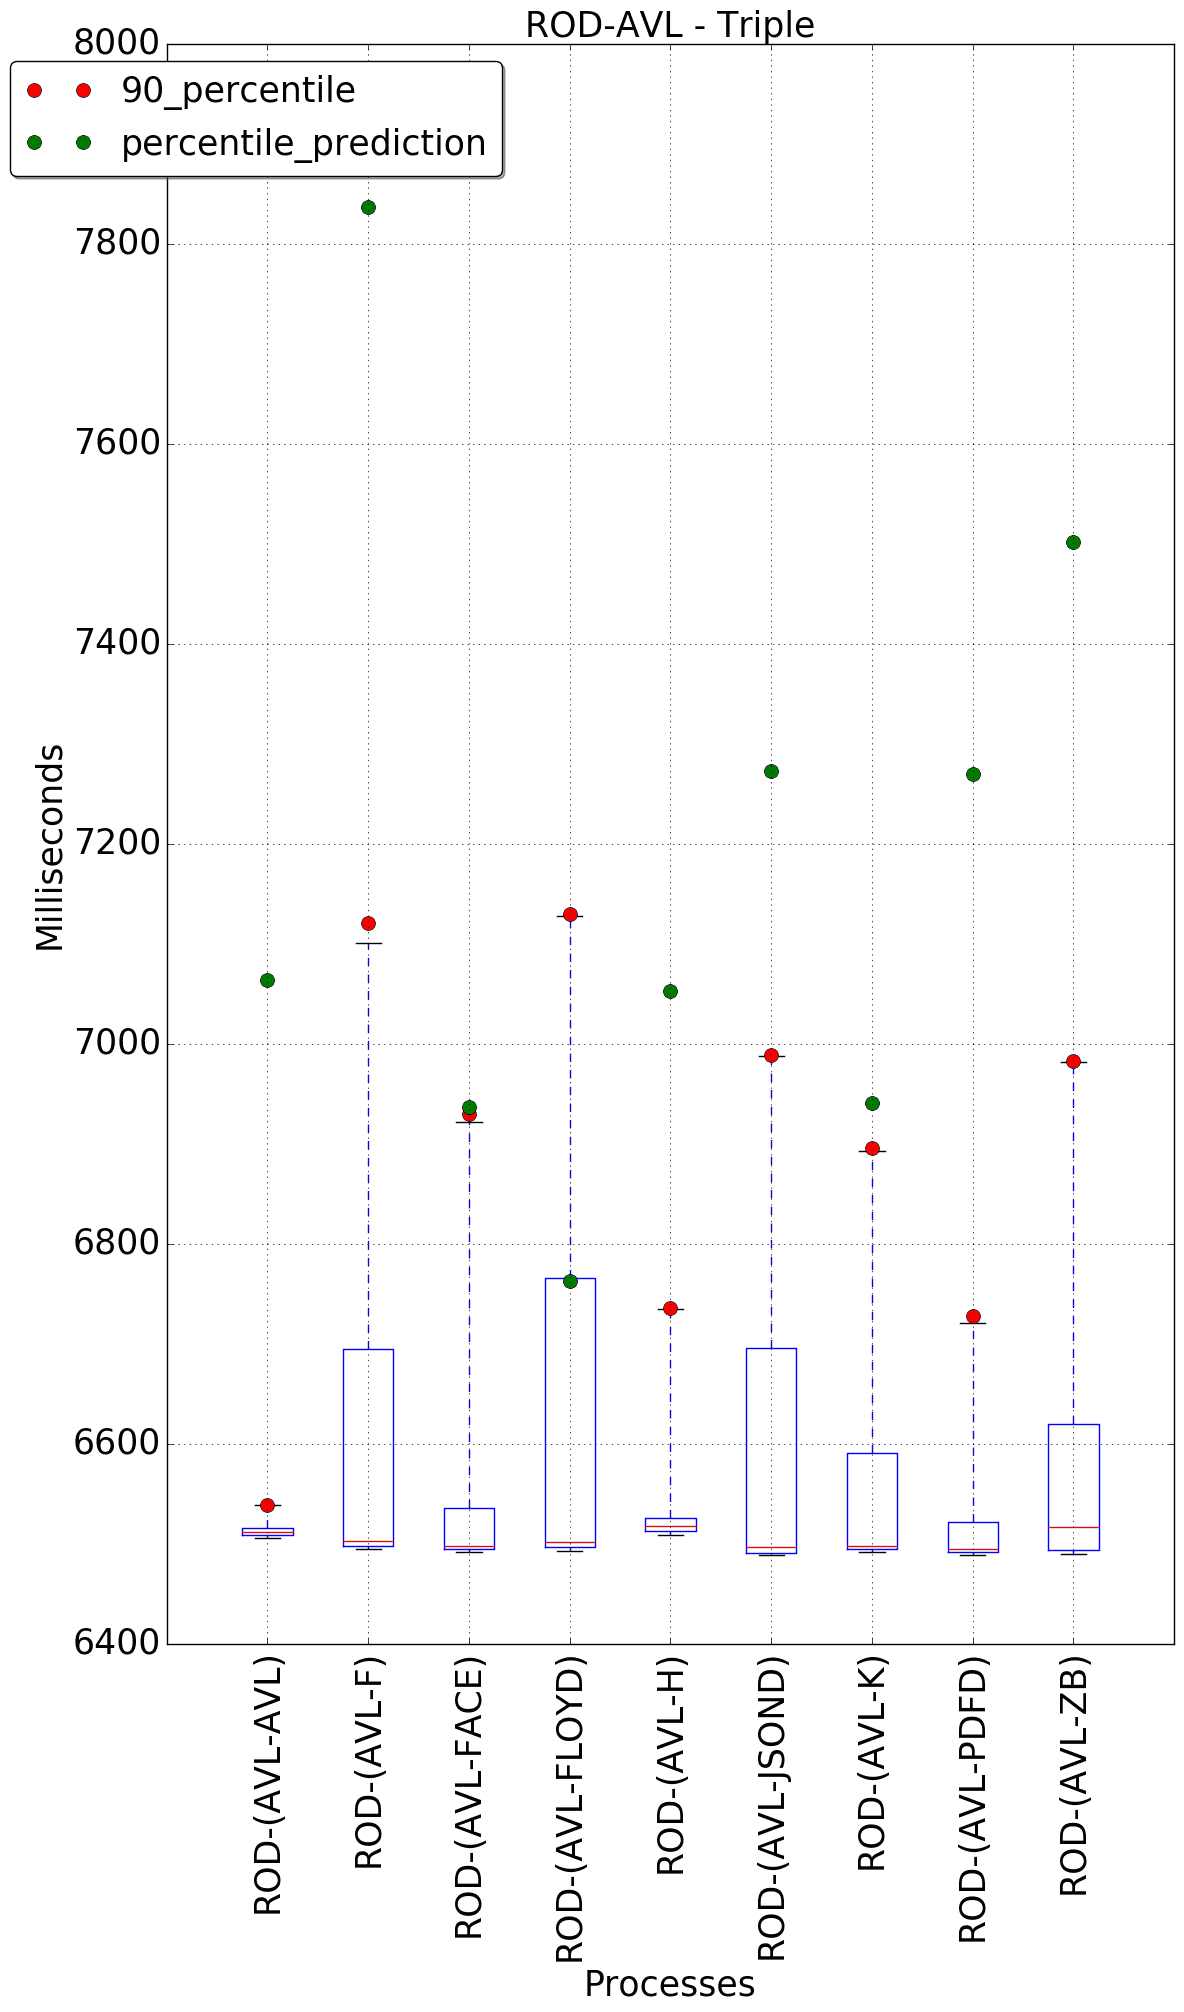 ROD-AVL - Triple
90_percentile
percentile_prediction
8000
7800
7600
7400
7200
7000
6800
6600
6400
Milliseconds
ROD-(AVL-AVL)
ROD-(AVL-F)
ROD-(AVL-FACE)
ROD-(AVL-FLOYD)
ROD-(AVL-H)
ROD-(AVL-JSOND)
ROD-(AVL-K)
ROD-(AVL-PDFD)
ROD-(AVL-ZB)
Processes